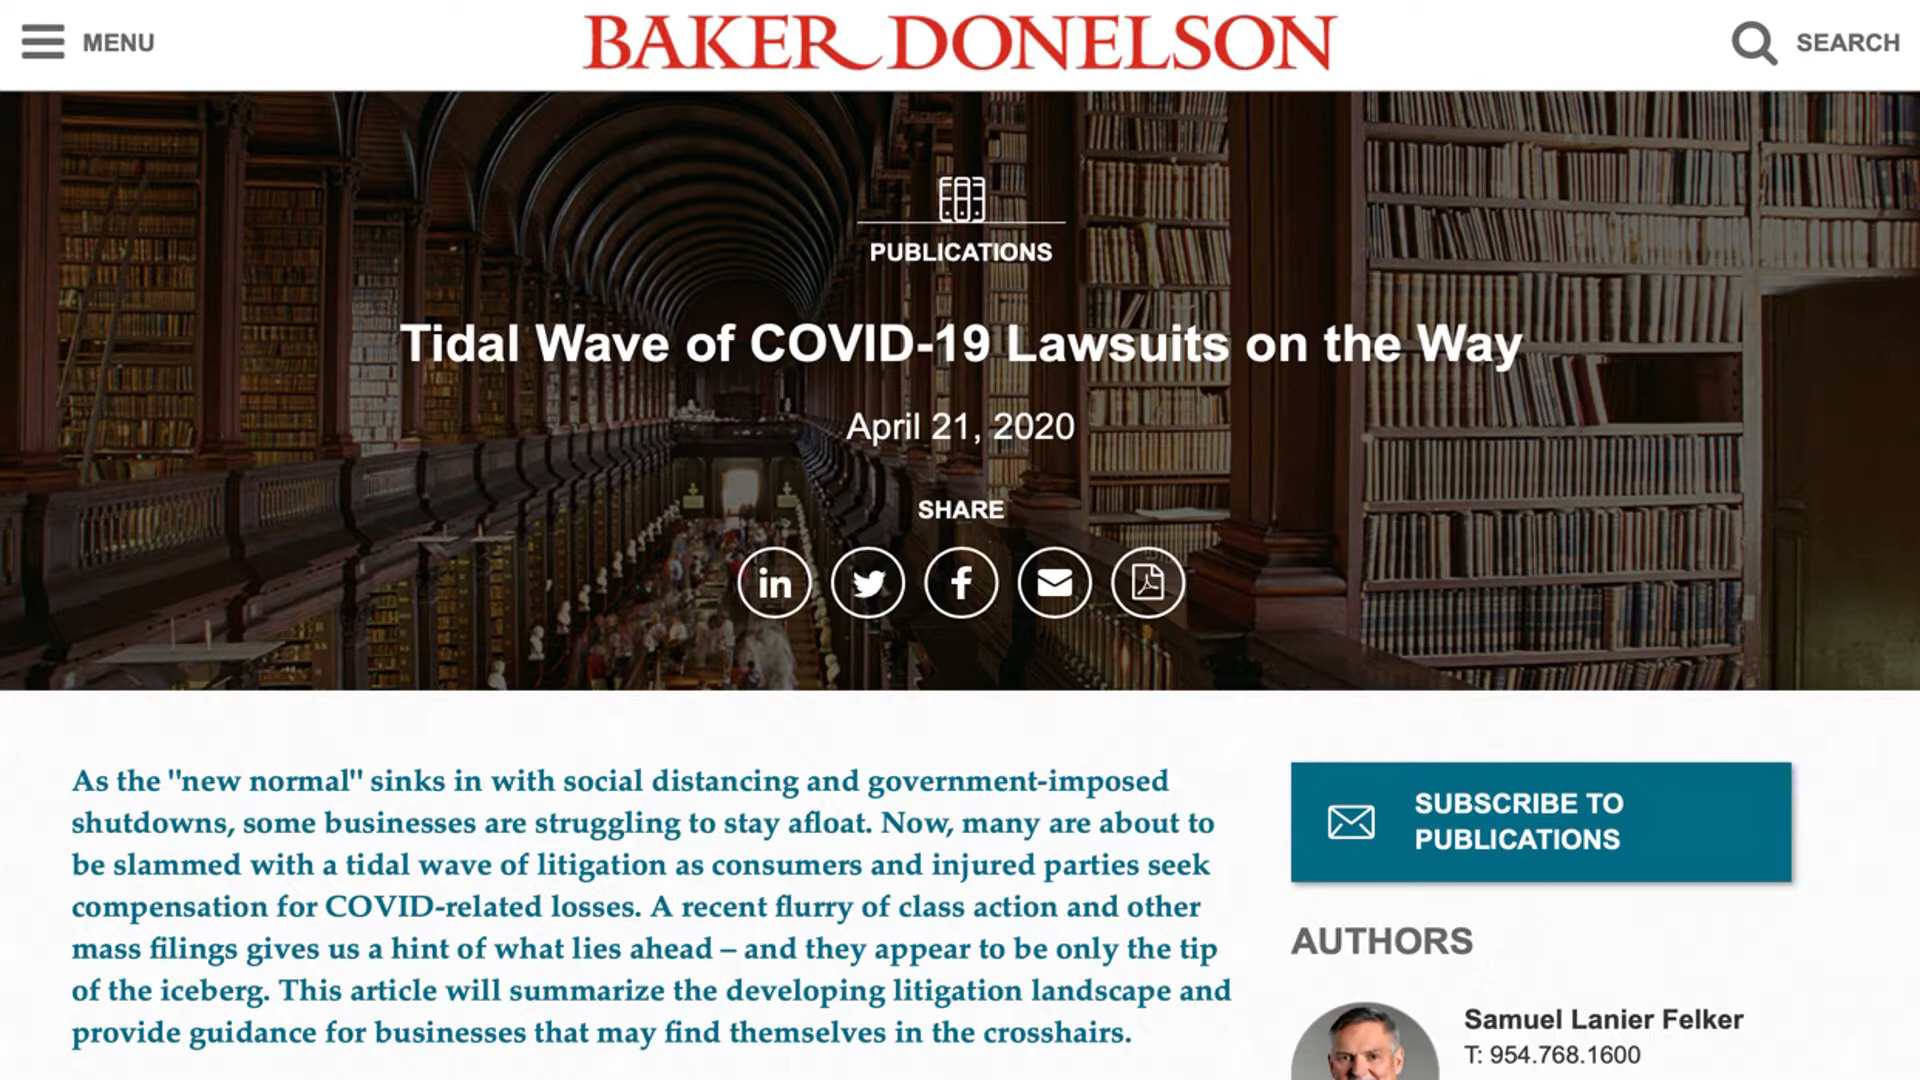 MENU
BAKER DONELSON
SEARCH
PUBLICATIONS
Tidal Wave of COVID-19 Lawsuits on the Way
April 21, 2020
SHARE
As the "new normal" sinks in with social distancing and government-imposed
shutdowns, some businesses are struggling to stay afloat. Now, many are about to
be slammed with a tidal wave of litigation as consumers and injured parties seek
compensation for COVID-related losses. A recent flurry of class action and other
mass filings gives us a hint of what lies ahead – and they appear to be only the tip
of the iceberg. This article will summarize the developing litigation landscape and
provide guidance for businesses that may find themselves in the crosshairs.
SUBSCRIBE TO
PUBLICATIONS
AUTHORS
Samuel Lanier Felker
T: 954.768.1600